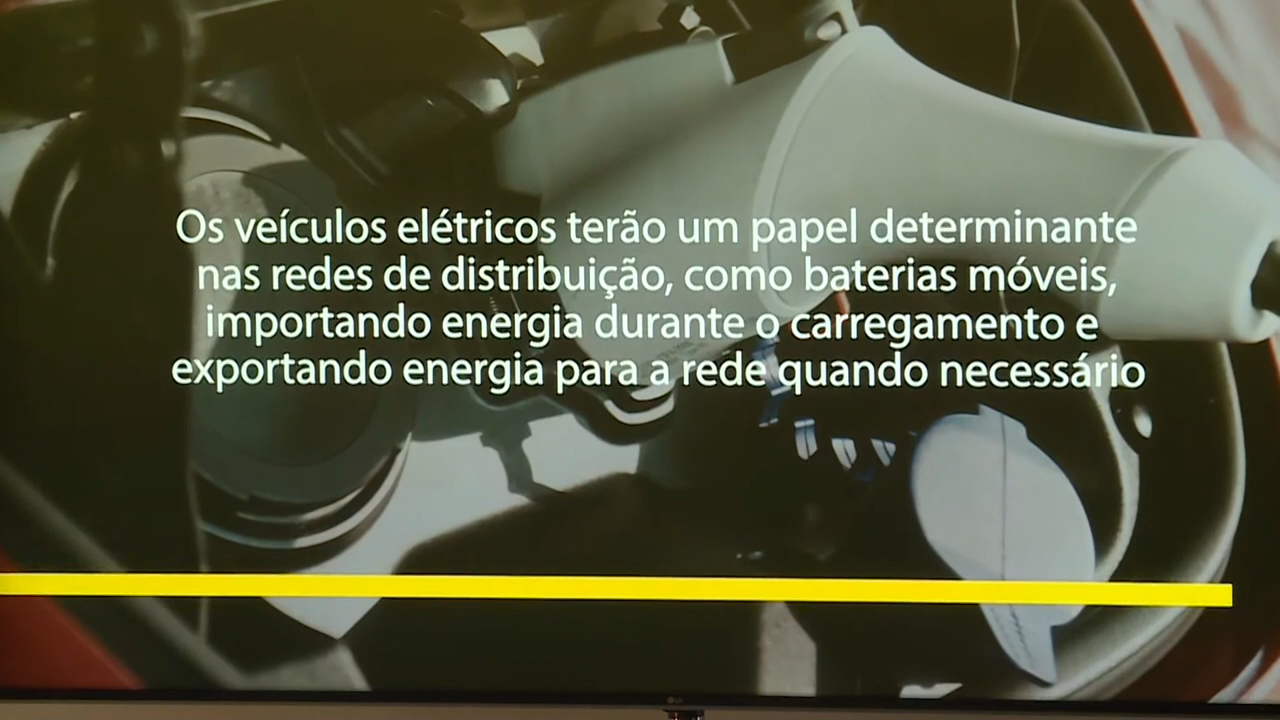 Os veículos elétricos terão um papel determinante
nas redes de distribuição, como baterias móveis,
importando energia durante o carregamento e
exportando energia para a rede quando necessário
LG